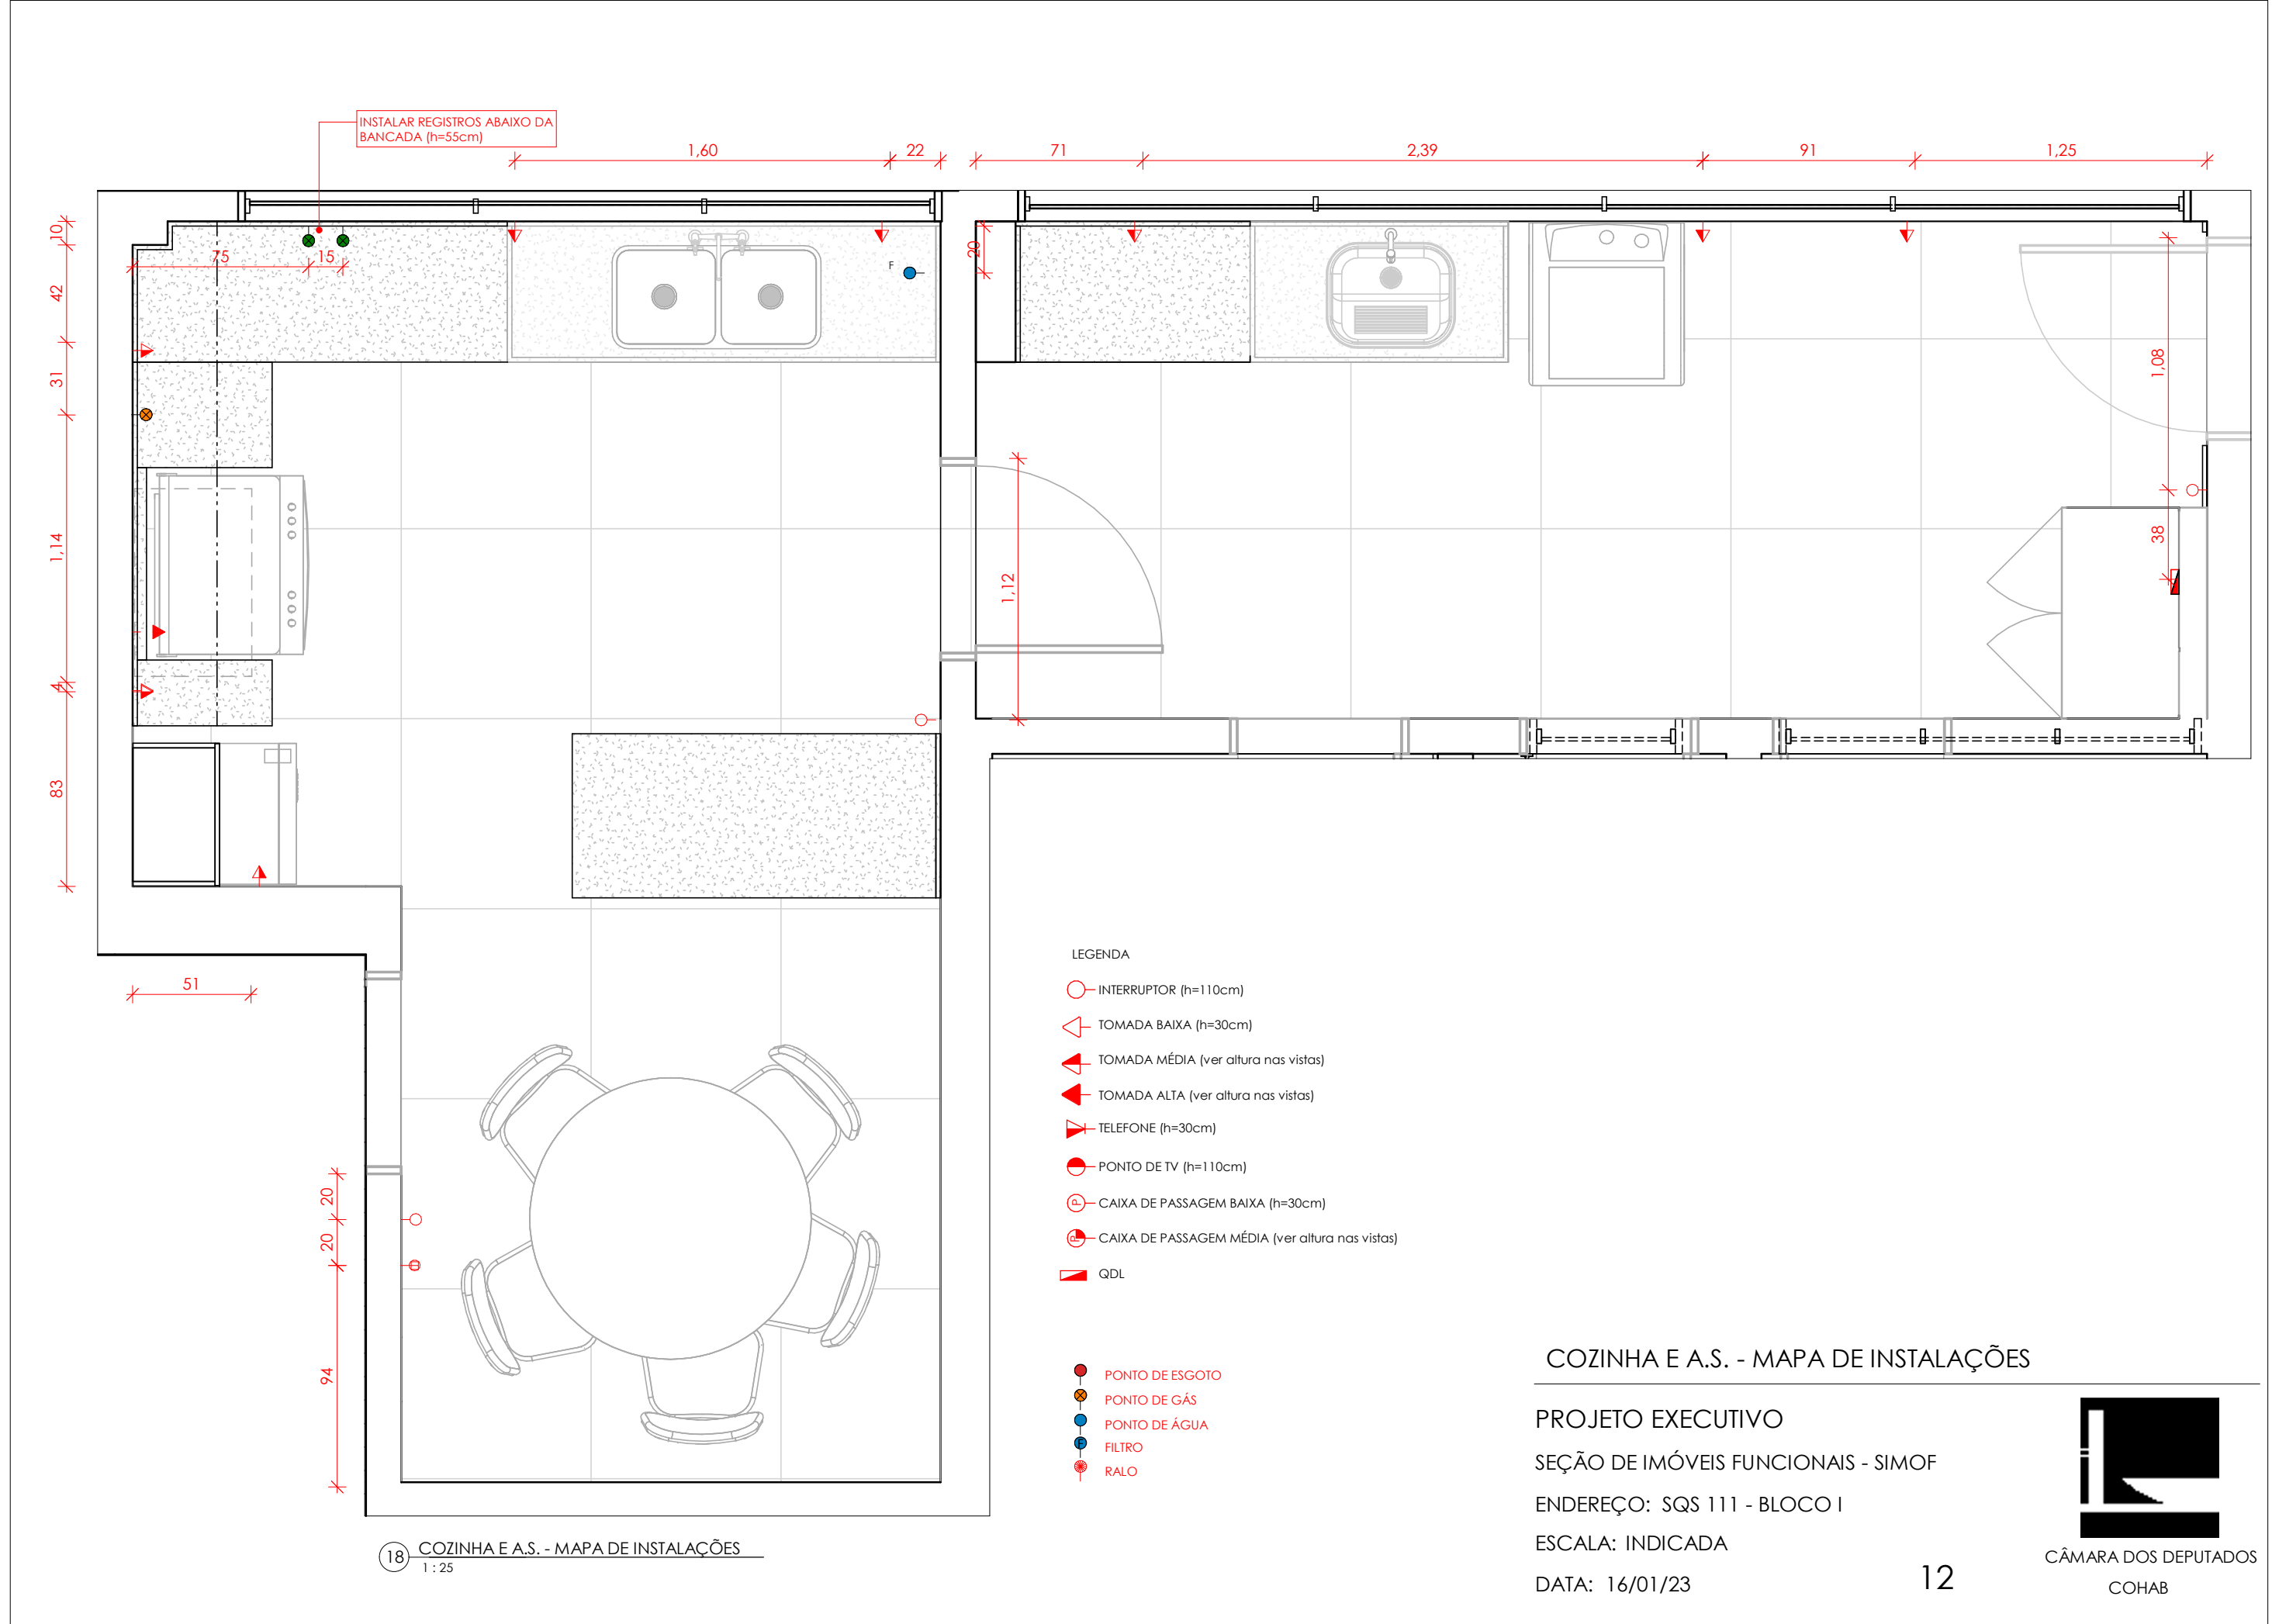 INSTALAR REGISTROS ABAIXO DA
BANCADA (h=55cm)
1,60
22
71
2,39
91
1,25
10
75
15
F
20
42
31
1,08
1,14
38
1,12
4
83
51
20
20
94
LEGENDA
INTERRUPTOR (h=110cm)
TOMADA BAIXA (h=30cm)
TOMADA MÉDIA (ver altura nas vistas)
TOMADA ALTA (ver altura nas vistas)
TELEFONE (h=30cm)
PONTO DE TV (h=110cm)
P CAIXA DE PASSAGEM BAIXA (h=30cm)
P CAIXA DE PASSAGEM MÉDIA (ver altura nas vistas)
QDL
PONTO DE ESGOTO
PONTO DE GÁS
PONTO DE ÁGUA
F FILTRO
RALO
18 COZINHA E A.S. - MAPA DE INSTALAÇÕES
1 : 25
COZINHA E A.S. - MAPA DE INSTALAÇÕES
PROJETO EXECUTIVO
SEÇÃO DE IMÓVEIS FUNCIONAIS - SIMOF
ENDEREÇO: SQS 111 - BLOCO I
ESCALA: INDICADA
DATA: 16/01/23
12
CÂMARA DOS DEPUTADOS
COHAB